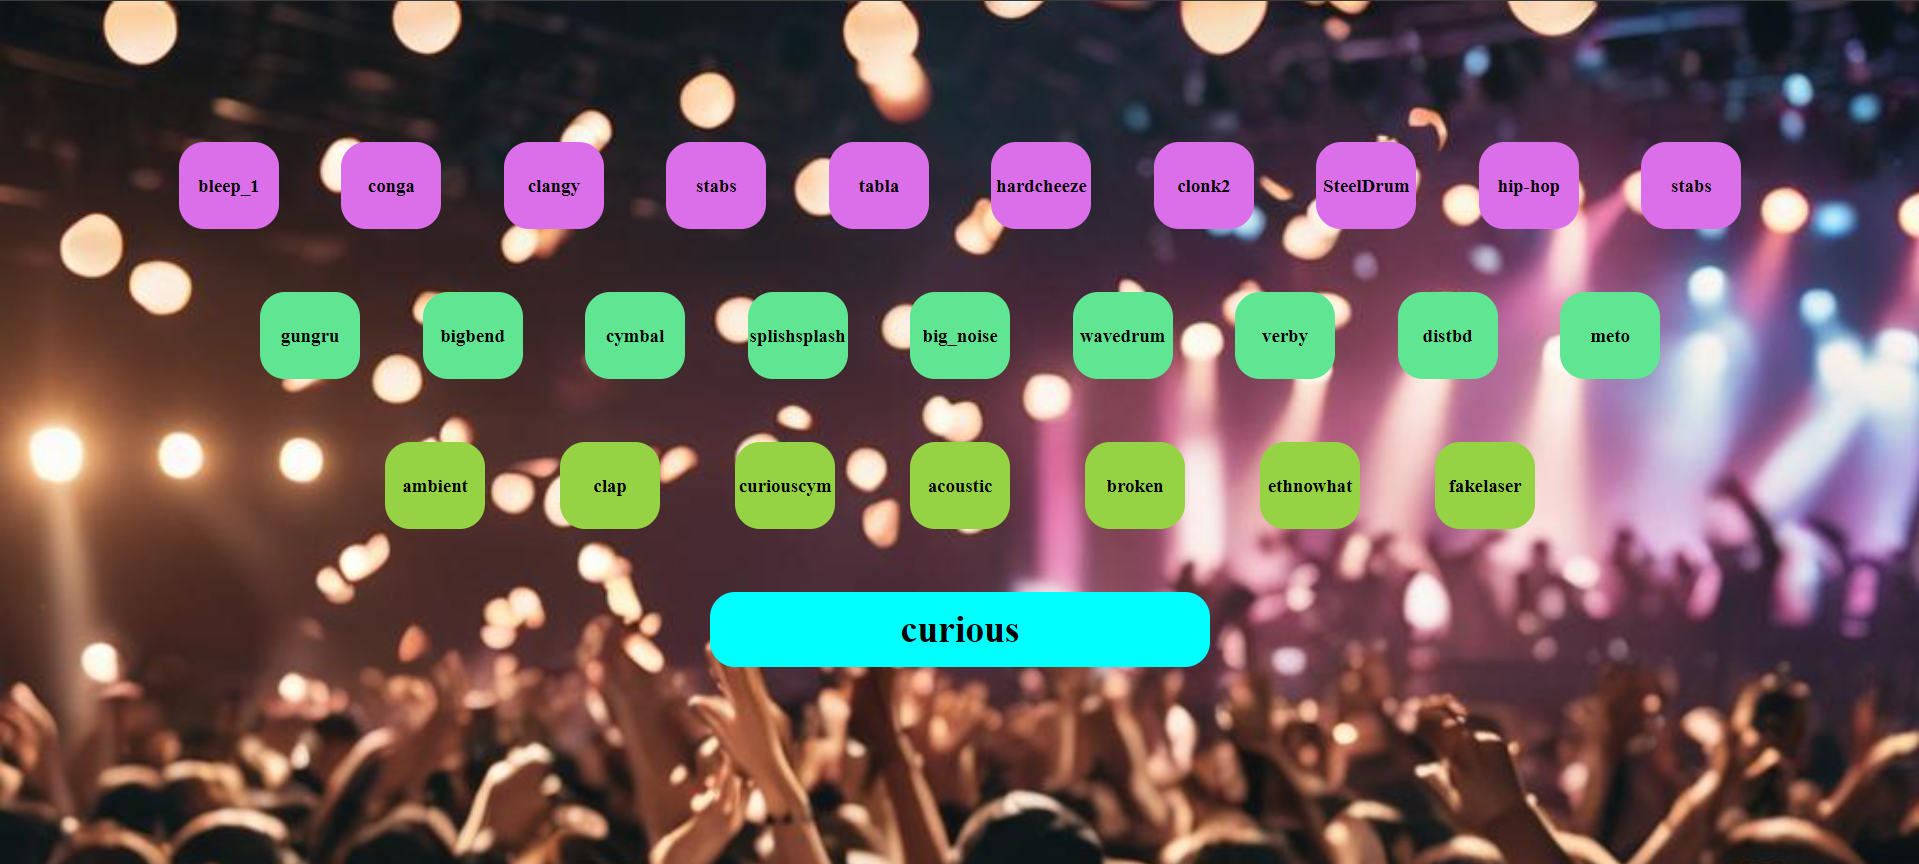 bleep_1 conga clangy stabs tabla hardcheeze clonk2 SteelDrum hip-hop stabs
gungru bigbend cymbal splishsplash big_noise wavedrum verby distbd meto
ambient clap curiouscym acoustic broken ethnowhat fakelaser
curious